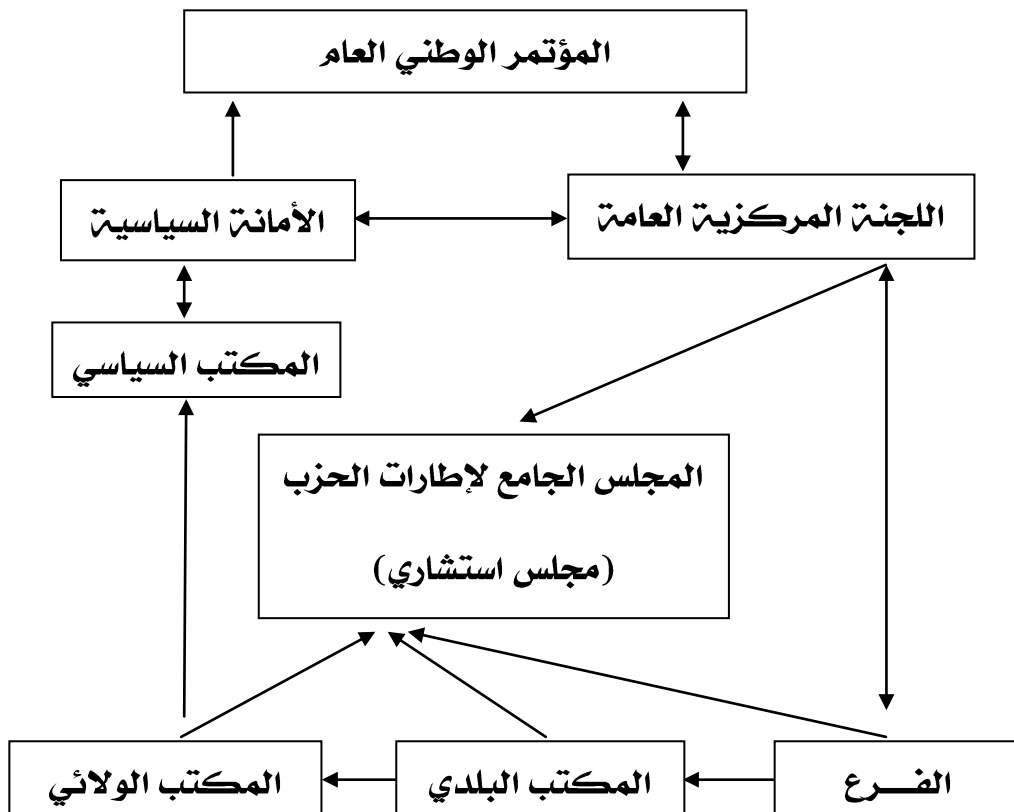 المؤتمر الوطني العام
اللجنة المركزية العامة
الأمانة السياسية
المكتب السياسي
المجلس الجامع لإطارات الحزب
(مجلس استشاري)
الفـــرع
المكتب البلدي
المكتب الولائي